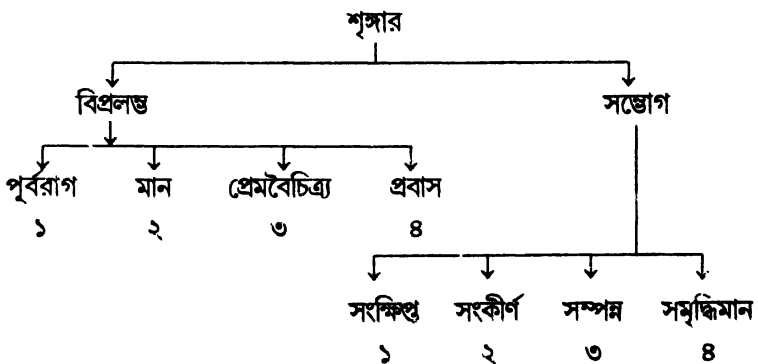 শৃঙ্গার
বিপ্রলম্ভ সম্ভোগ
পূর্বরাগ মান প্রেমবৈচিত্র্য প্রবাস
১ ২ ৩ ৪
সংক্ষিপ্ত সংকীর্ণ সম্পন্ন সমৃদ্ধিমান
১ ২ ৩ ৪